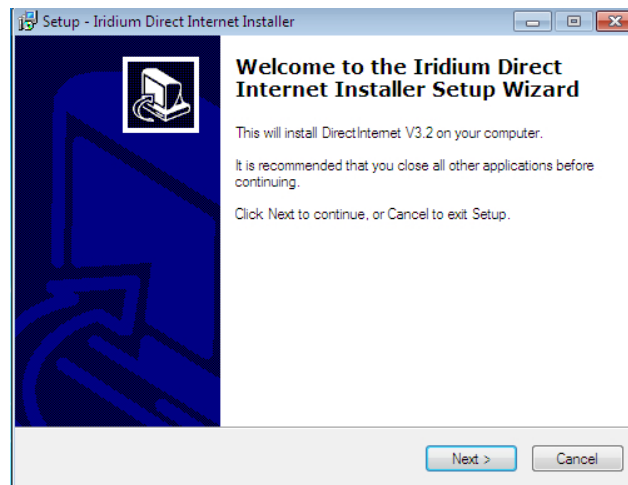 Setup - Iridium Direct Internet Installer
Welcome to the Iridium Direct
Internet Installer Setup Wizard
This will install DirectInternet V3.2 on your computer.
It is recommended that you close all other applications before
continuing.
Click Next to continue, or Cancel to exit Setup.
Next >
Cancel